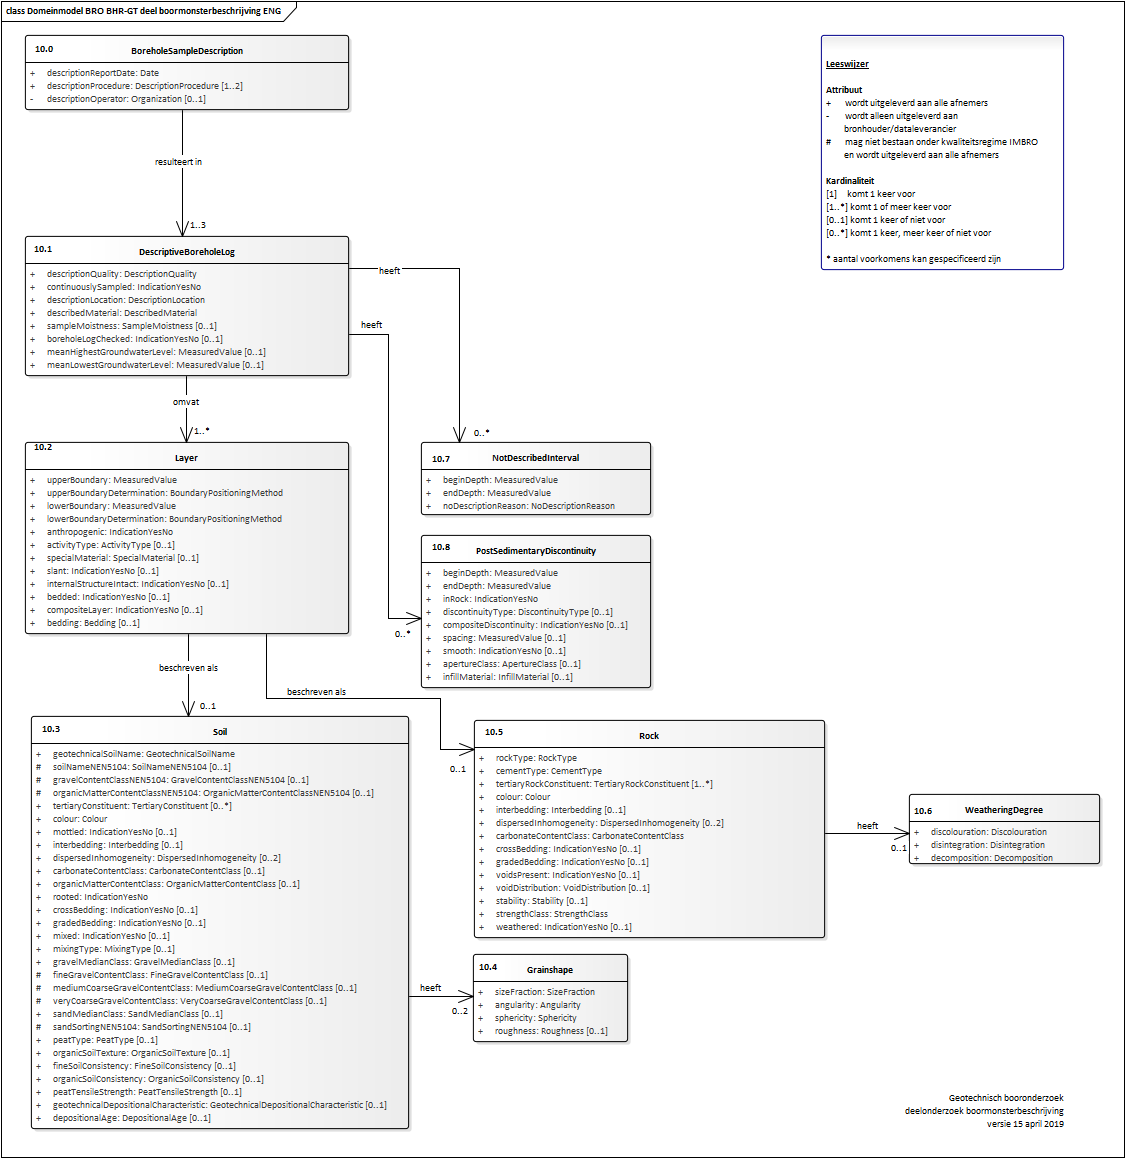 class Domeinmodel BRO BHR-GT deel boormonsterbeschrijving ENG
10.0
BoreholeSampleDescription
+ descriptionReportDate: Date
+ descriptionProcedure: DescriptionProcedure [1..2]
- descriptionOperator: Organization [0..1]
resulteert in
1..3
10.1
DescriptiveBoreholeLog
+ descriptionQuality: DescriptionQuality
+ continuouslySampled: IndicationYesNo
+ descriptionLocation: DescriptionLocation
+ describedMaterial: DescribedMaterial
+ sampleMoistness: SampleMoistness [0..1]
+ boreholeLogChecked: IndicationYesNo [0..1]
+ meanHighestGroundwaterLevel: MeasuredValue [0..1]
+ meanLowestGroundwaterLevel: MeasuredValue [0..1]
heeft
heeft
omvat
1..*
0..*
Leeswijzer
Attribuut
+ wordt uitgeleverd aan alle afnemers
- wordt alleen uitgeleverd aan
bronhouder/dataleverancier
# mag niet bestaan onder kwaliteitsregime IMBRO
en wordt uitgeleverd aan alle afnemers
Kardinaliteit
[1] komt 1 keer voor
[1..*] komt 1 of meer keer voor
[0..1] komt 1 keer of niet voor
[0..*] komt 1 keer, meer keer of niet voor
* aantal voorkomens kan gespecificeerd zijn
10.2
Layer
+ upperBoundary: MeasuredValue
+ upperBoundaryDetermination: BoundaryPositioningMethod
+ lowerBoundary: MeasuredValue
+ lowerBoundaryDetermination: BoundaryPositioningMethod
+ anthropogenic: IndicationYesNo
+ activityType: ActivityType [0..1]
+ specialMaterial: SpecialMaterial [0..1]
+ slant: IndicationYesNo [0..1]
+ internalStructureIntact: IndicationYesNo [0..1]
+ bedded: IndicationYesNo [0..1]
+ compositeLayer: IndicationYesNo [0..1]
+ bedding: Bedding [0..1]
10.7
NotDescribedInterval
+ beginDepth: MeasuredValue
+ endDepth: MeasuredValue
+ noDescriptionReason: NoDescriptionReason
10.8
PostSedimentaryDiscontinuity
+ beginDepth: MeasuredValue
+ endDepth: MeasuredValue
+ inRock: IndicationYesNo
+ discontinuityType: DiscontinuityType [0..1]
+ compositeDiscontinuity: IndicationYesNo [0..1]
+ spacing: MeasuredValue [0..1]
+ smooth: IndicationYesNo [0..1]
+ apertureClass: ApertureClass [0..1]
+ infillMaterial: InfillMaterial [0..1]
0..*
beschreven als
0..1
beschreven als
0..1
10.3
Soil
+ geotechnicalSoilName: GeotechnicalSoilName
# soilNameNEN5104: SoilNameNEN5104 [0..1]
# gravelContentClassNEN5104: GravelContentClassNEN5104 [0..1]
# organicMatterContentClassNEN5104: OrganicMatterContentClassNEN5104 [0..1]
+ tertiaryConstituent: TertiaryConstituent [0..*]
+ colour: Colour
+ mottled: IndicationYesNo [0..1]
+ interbedding: Interbedding [0..1]
+ dispersedInhomogeneity: DispersedInhomogeneity [0..2]
+ carbonateContentClass: CarbonateContentClass [0..1]
+ organicMatterContentClass: OrganicMatterContentClass [0..1]
+ rooted: IndicationYesNo
+ crossBedding: IndicationYesNo [0..1]
+ gradedBedding: IndicationYesNo [0..1]
+ mixed: IndicationYesNo [0..1]
+ mixingType: MixingType [0..1]
+ gravelMedianClass: GravelMedianClass [0..1]
# fineGravelContentClass: FineGravelContentClass [0..1]
# mediumCoarseGravelContentClass: MediumCoarseGravelContentClass [0..1]
# veryCoarseGravelContentClass: VeryCoarseGravelContentClass [0..1]
+ sandMedianClass: SandMedianClass [0..1]
# sandSortingNEN5104: SandSortingNEN5104 [0..1]
+ peatType: PeatType [0..1]
+ organicSoilTexture: OrganicSoilTexture [0..1]
+ fineSoilConsistency: FineSoilConsistency [0..1]
+ organicSoilConsistency: OrganicSoilConsistency [0..1]
+ peatTensileStrength: PeatTensileStrength [0..1]
+ geotechnicalDepositionalCharacteristic: GeotechnicalDepositionalCharacteristic [0..1]
+ depositionalAge: DepositionalAge [0..1]
10.5
Rock
+ rockType: RockType
+ cementType: CementType
+ tertiaryRockConstituent: TertiaryRockConstituent [1..*]
+ colour: Colour
+ interbedding: Interbedding [0..1]
+ dispersedInhomogeneity: DispersedInhomogeneity [0..2]
+ carbonateContentClass: CarbonateContentClass
+ crossBedding: IndicationYesNo [0..1]
+ gradedBedding: IndicationYesNo [0..1]
+ voidsPresent: IndicationYesNo [0..1]
+ voidDistribution: VoidDistribution [0..1]
+ stability: Stability [0..1]
+ strengthClass: StrengthClass
+ weathered: IndicationYesNo [0..1]
heeft
0..1
10.6
WeatheringDegree
+ discolouration: Discolouration
+ disintegration: Disintegration
+ decomposition: Decomposition
heeft
0..2
10.4
Grainshape
+ sizeFraction: SizeFraction
+ angularity: Angularity
+ sphericity: Sphericity
+ roughness: Roughness [0..1]
Geotechnisch booronderzoek
deelonderzoek boormonsterbeschrijving
versie 15 april 2019